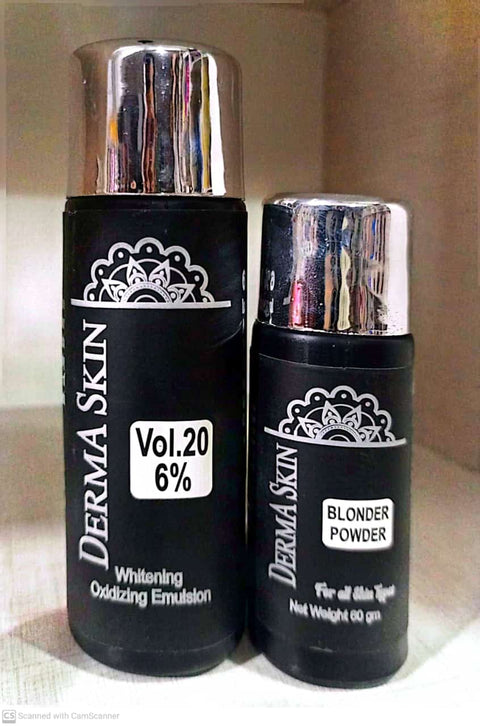 DERMA SKIN
Vol.20
6%
Whitening
Oxidizing Emulsion
DERMA SKIN
BLONDER
POWDER
For all Skin Types
Net Weight 60 gm
CS Scanned with CamScanner